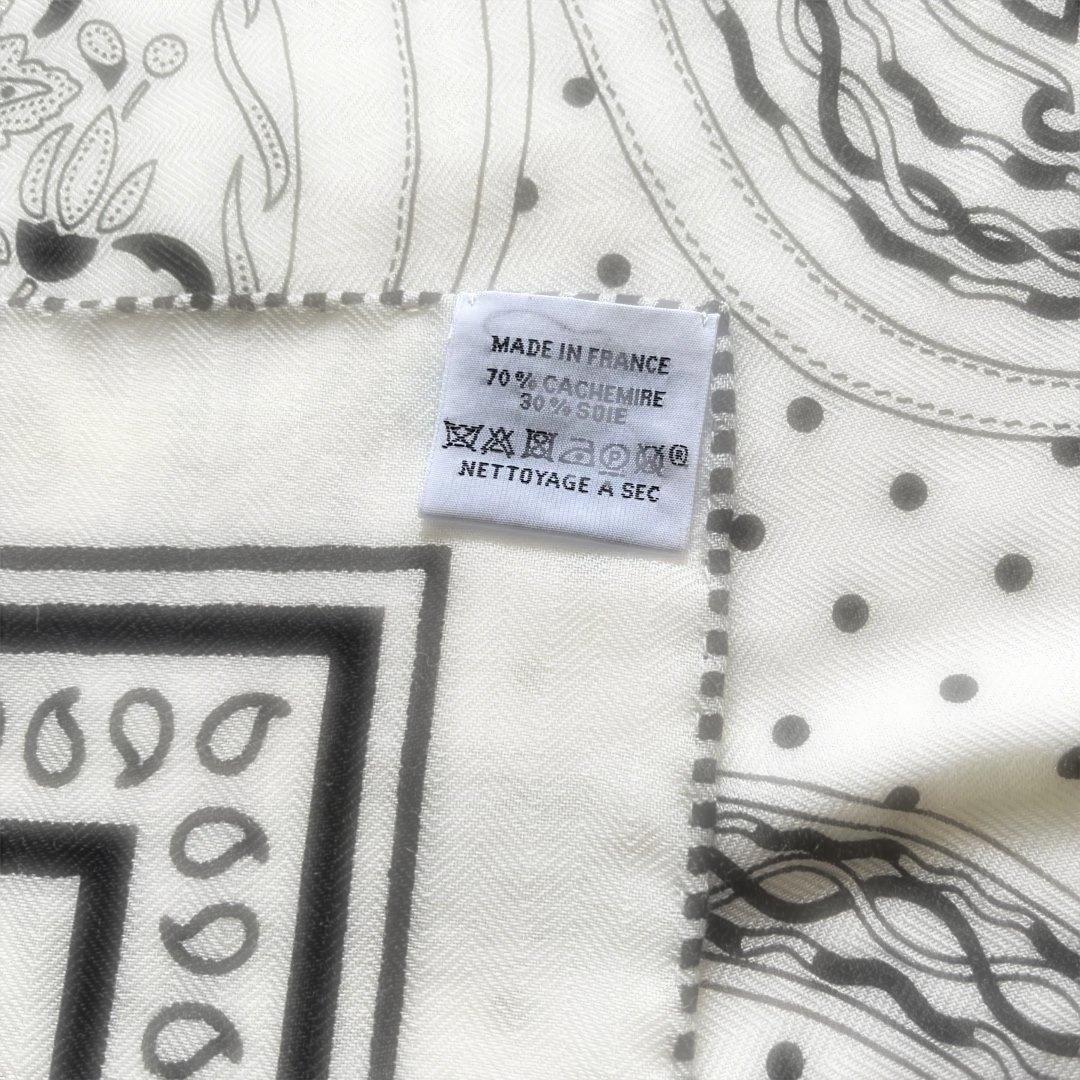 MADE IN FRANCE
70% CACHEMIRE
30% SOIE
P ®
NETTOYAGE A SEC